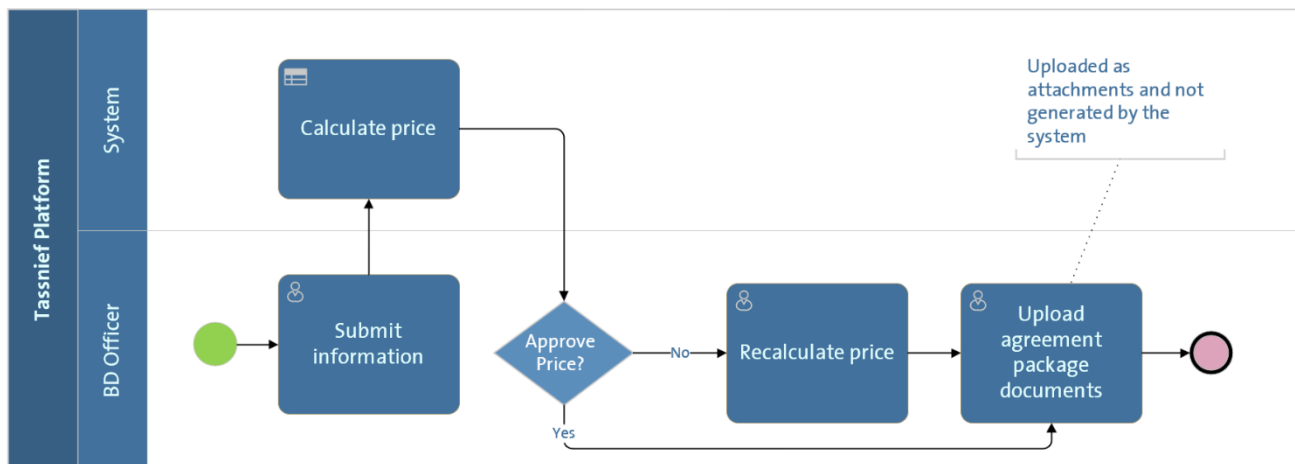 Tassnief Platform
System
BD Officer
Calculate price
Uploaded as
attachments and not
generated by the
system
Submit
information
Approve
Price?
No
Recalculate price
Upload
agreement
package
documents
Yes